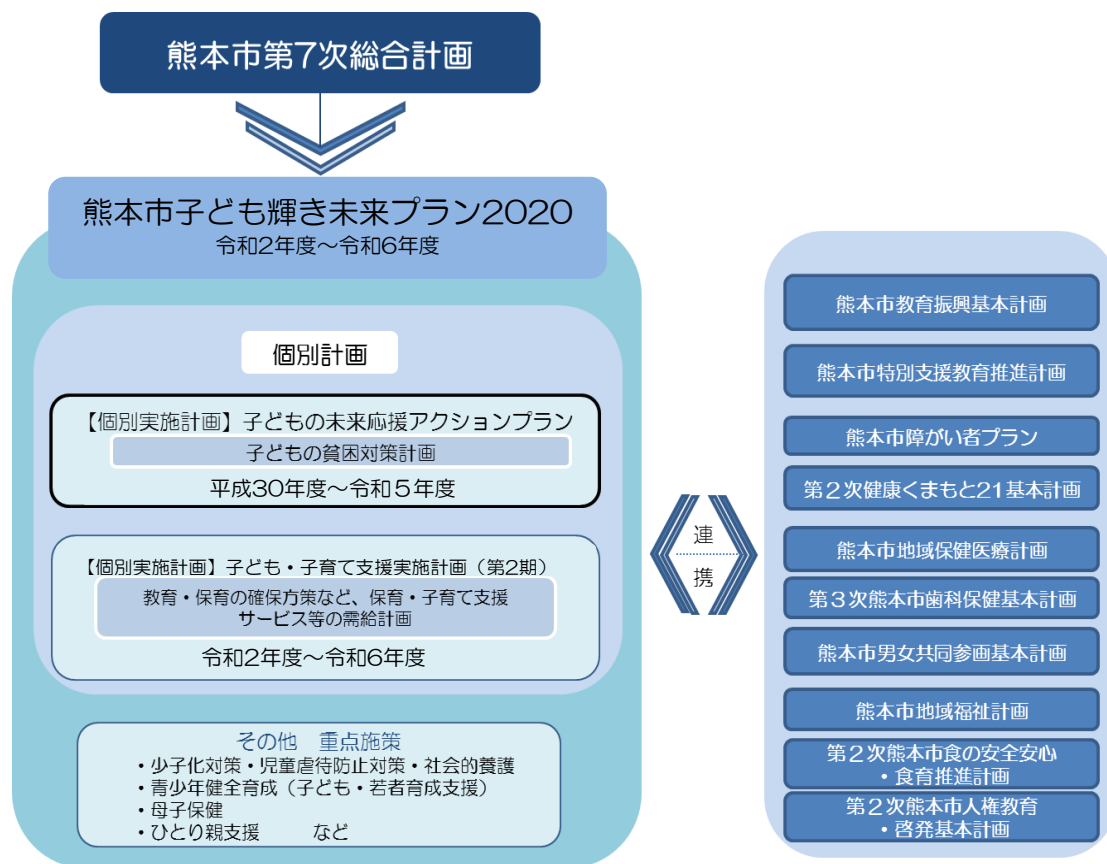 熊本市第7次総合計画
熊本市子ども輝き未来プラン2020
令和2年度～令和6年度
個別計画
【個別実施計画】子どもの未来応援アクションプラン
子どもの貧困対策計画
平成30年度～令和５年度
【個別実施計画】子ども・子育て支援実施計画（第2期）
教育・保育の確保方策など、保育・子育て支援
サービス等の需給計画
令和2年度～令和6年度
その他　重点施策
・少子化対策・児童虐待防止対策・社会的養護
・青少年健全育成（子ども・若者育成支援）
・母子保健
・ひとり親支援　　　など
連
携
熊本市教育振興基本計画
熊本市特別支援教育推進計画
熊本市障がい者プラン
第２次健康くまもと21基本計画
熊本市地域保健医療計画
第３次熊本市歯科保健基本計画
熊本市男女共同参画基本計画
熊本市地域福祉計画
第２次熊本市食の安全安心
・食育推進計画
第２次熊本市人権教育
・啓発基本計画